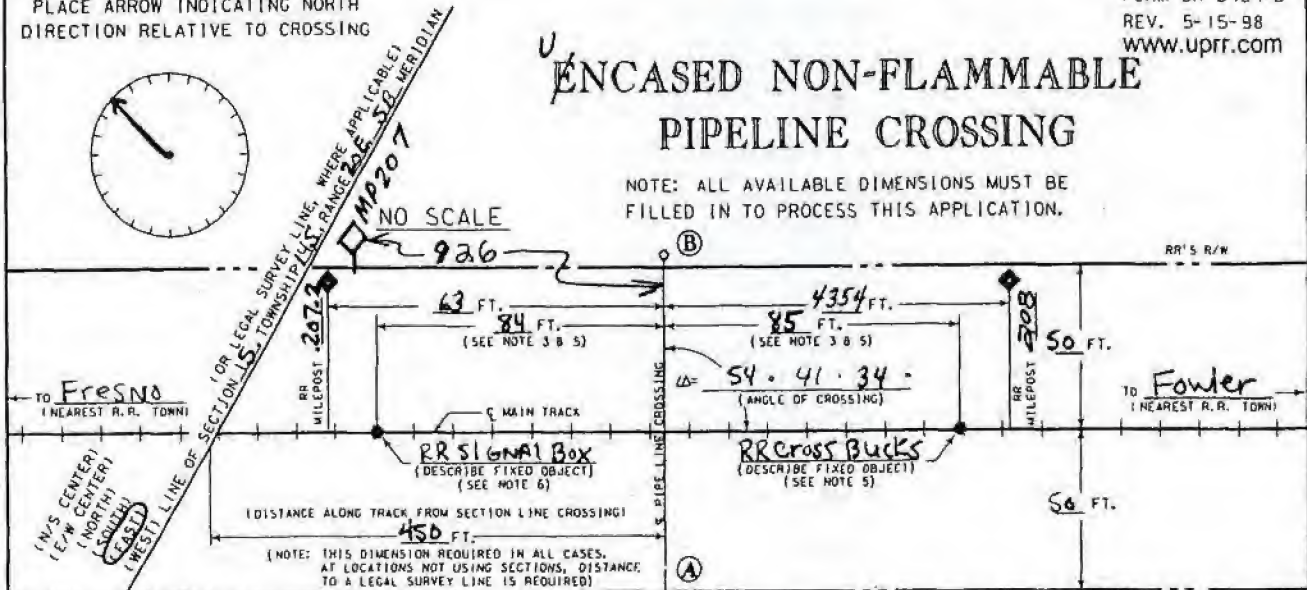 PLACE ARROW INDICATING NORTH
DIRECTION RELATIVE TO CROSSING
REV. 5-15-98
www.uprr.com
UENCASED NON-FLAMMABLE
PIPELINE CROSSING
NOTE: ALL AVAILABLE DIMENSIONS MUST BE
FILLED IN TO PROCESS THIS APPLICATION.
(OR LEGAL SURVEY LINE, WHERE APPLICABLE)
LINE OF SECTION 15, TOWNSHIP RANGE 20E MERIDIAN
MP207
NO SCALE
926
B
RR'S R/W
63 FT.
4354 FT.
84 FT.
(SEE NOTE 3 & 5)
85 FT.
(SEE NOTE 3 & 5)
RR MILEPOST 207.2
RR MILEPOST 208
50 FT.
54 . 41 . 34
(ANGLE OF CROSSING)
TO Fresno
(NEAREST R.R. TOWN)
TO Fowler
(NEAREST R.R. TOWN)
MAIN TRACK
PIPE LINE CROSSING
RR SIGNAl Box
(DESCRIBE FIXED OBJECT)
(SEE NOTE 6)
RR Cross Bucks
(DESCRIBE FIXED OBJECT)
(SEE NOTE 5)
(N/S CENTER)
(E/W CENTER)
(NORTH)
(SOUTH)
(EAST)
(WEST)
(DISTANCE ALONG TRACK FROM SECTION LINE CROSSING)
450 FT.
50 FT.
(NOTE: THIS DIMENSION REQUIRED IN ALL CASES.
AT LOCATIONS NOT USING SECTIONS, DISTANCE
TO A LEGAL SURVEY LINE IS REQUIRED)
A